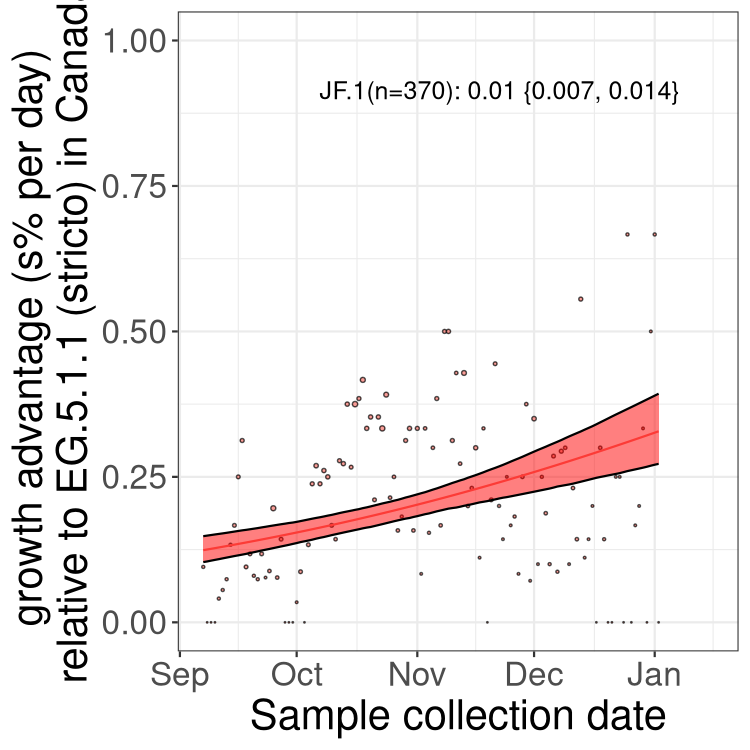 growth advantage (s% per day)
relative to EG.5.1.1 (stricto) in Canada
1.00
0.75
0.50
0.25
0.00
JF.1(n=370): 0.01 {0.007, 0.014}
Sep Oct Nov Dec Jan
Sample collection date